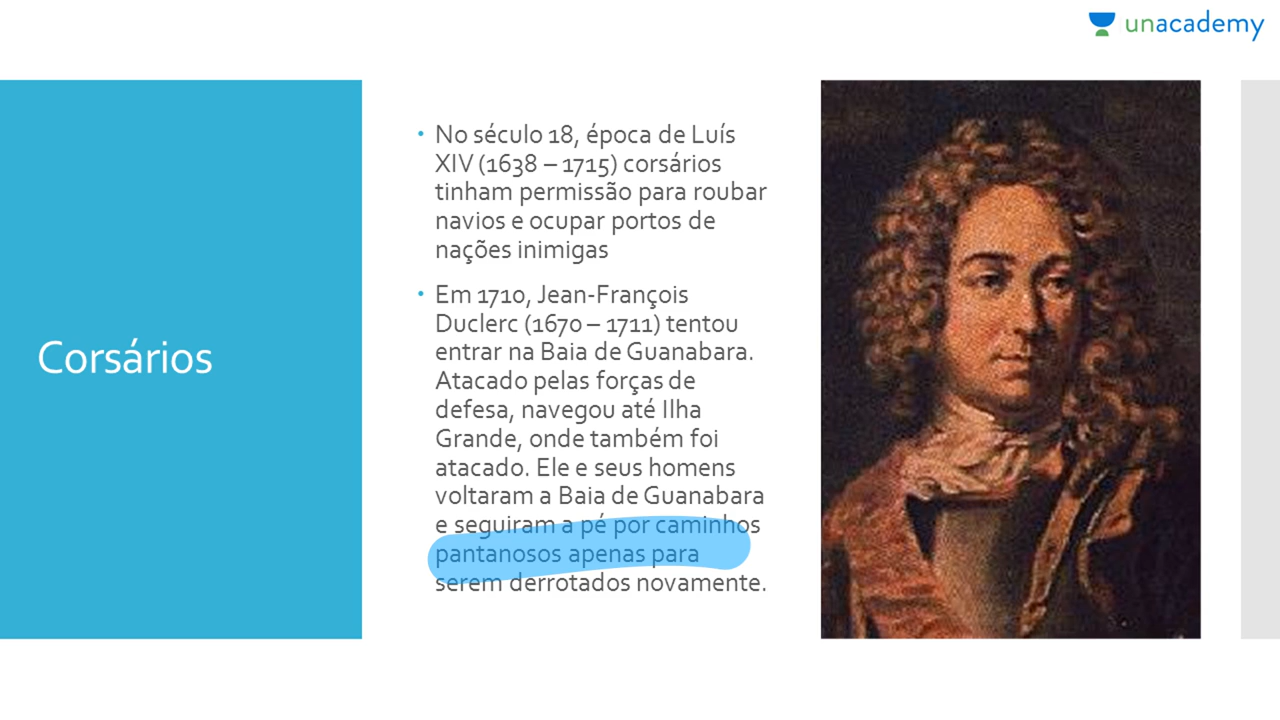 unacademy
Corsários
• No século 18, época de Luís
XIV (1638 – 1715) corsários
tinham permissão para roubar
navios e ocupar portos de
nações inimigas
• Em 1710, Jean-François
Duclerc (1670 – 1711) tentou
entrar na Baia de Guanabara.
Atacado pelas forças de
defesa, navegou até Ilha
Grande, onde também foi
atacado. Ele e seus homens
voltaram a Baia de Guanabara
e seguiram a pé por caminhos
pantanosos apenas para
serem derrotados novamente.